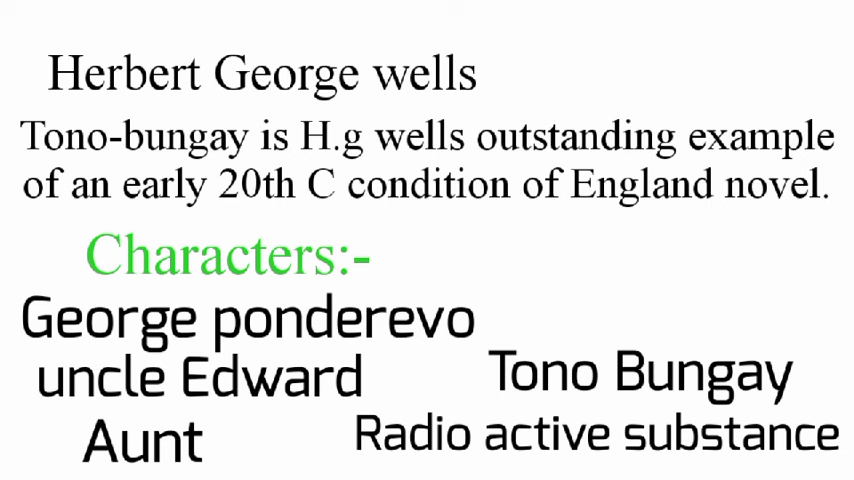 Herbert George wells
Tono-bungay is H.g wells outstanding example
of an early 20th C condition of England novel.
Characters:-
George ponderevo
uncle Edward
Tono Bungay
Aunt
Radio active substance